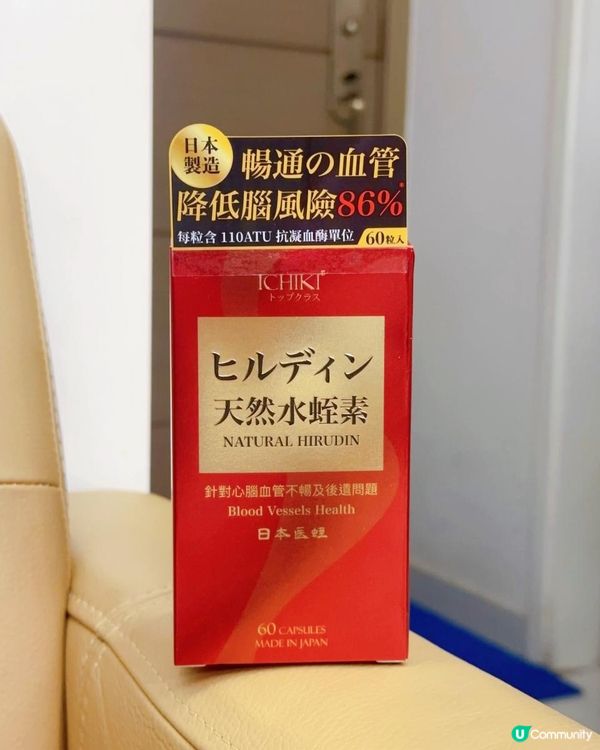 日本
製造
暢通の血管
降低腦風險86%*
每粒含 110ATU 抗凝血酶單位
60粒入
ICHIKI
トップクラス
ヒルディン
天然水蛭素
NATURAL HIRUDIN
針對心腦血管不暢及後遺問題
Blood Vessels Health
日本医蛭
60 CAPSULES
MADE IN JAPAN
U Community